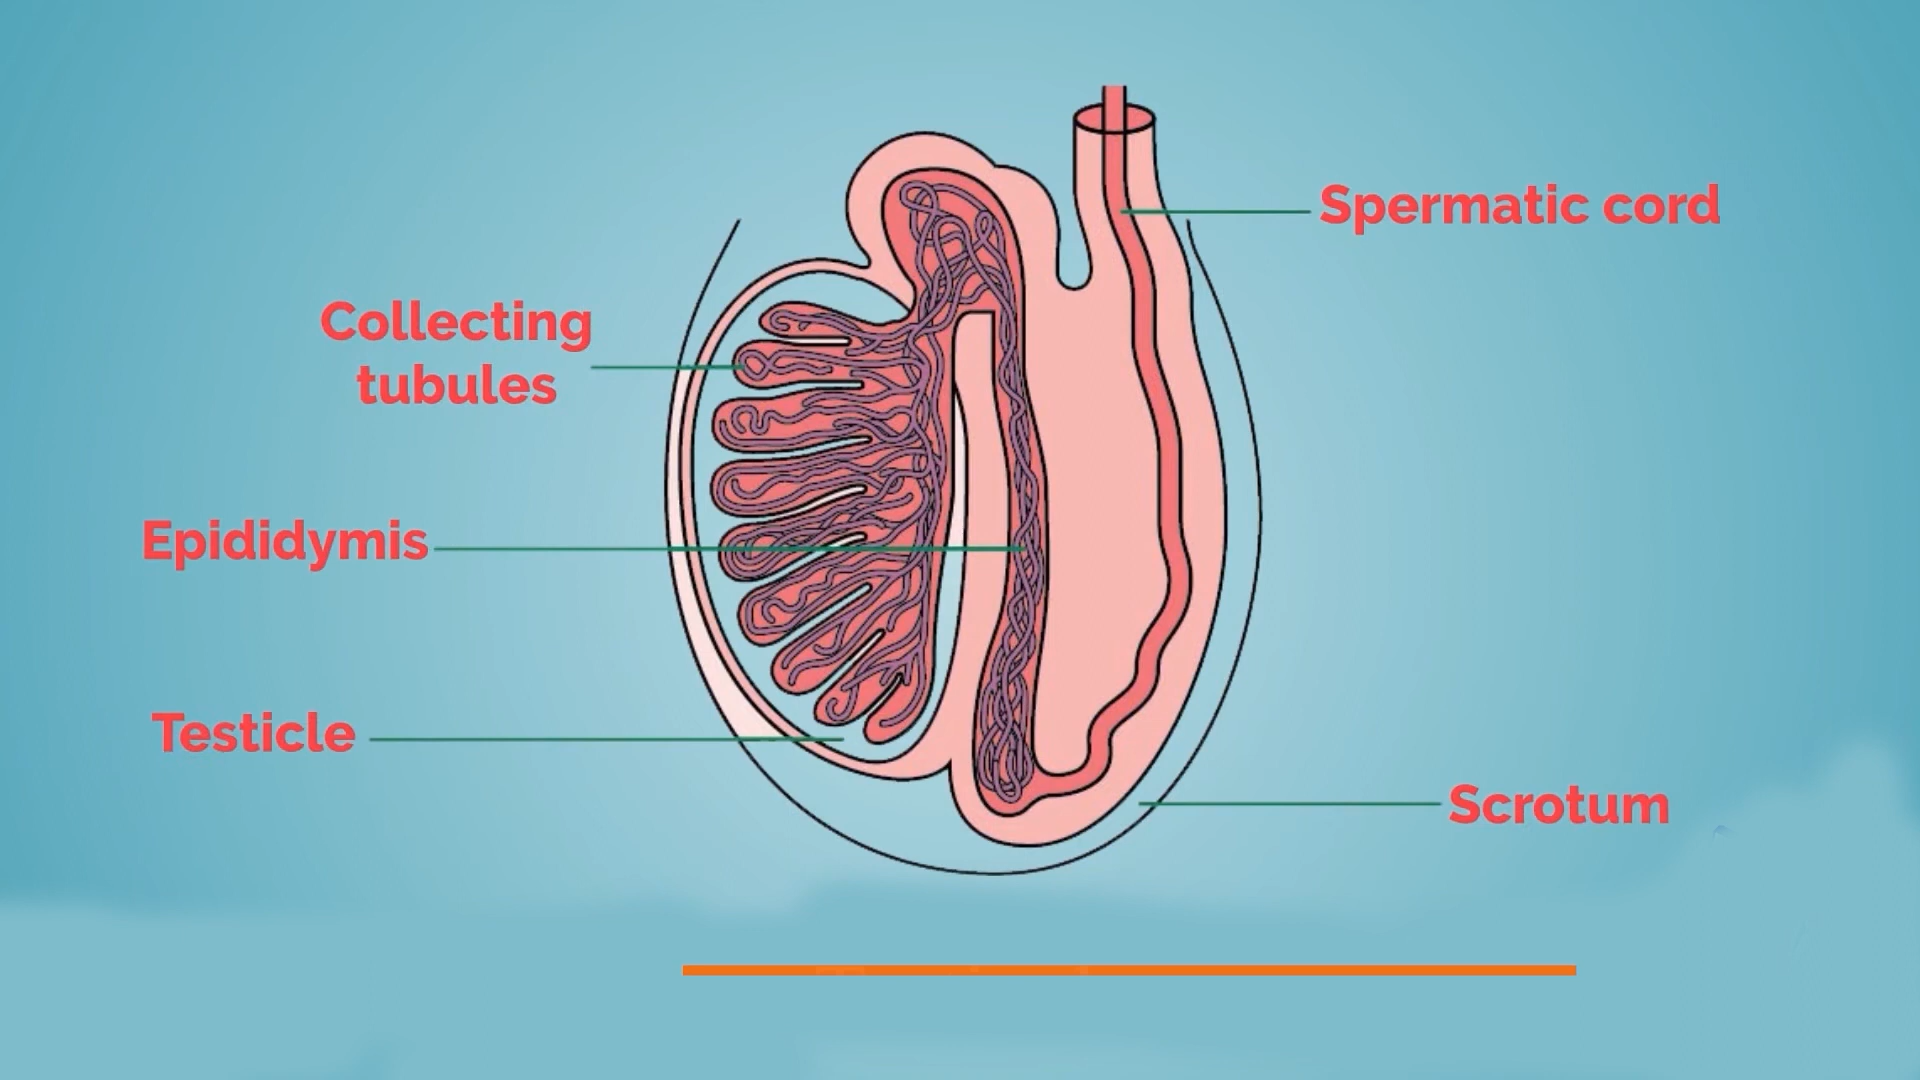 Spermatic cord
Collecting
tubules
Epididymis
Testicle
Scrotum